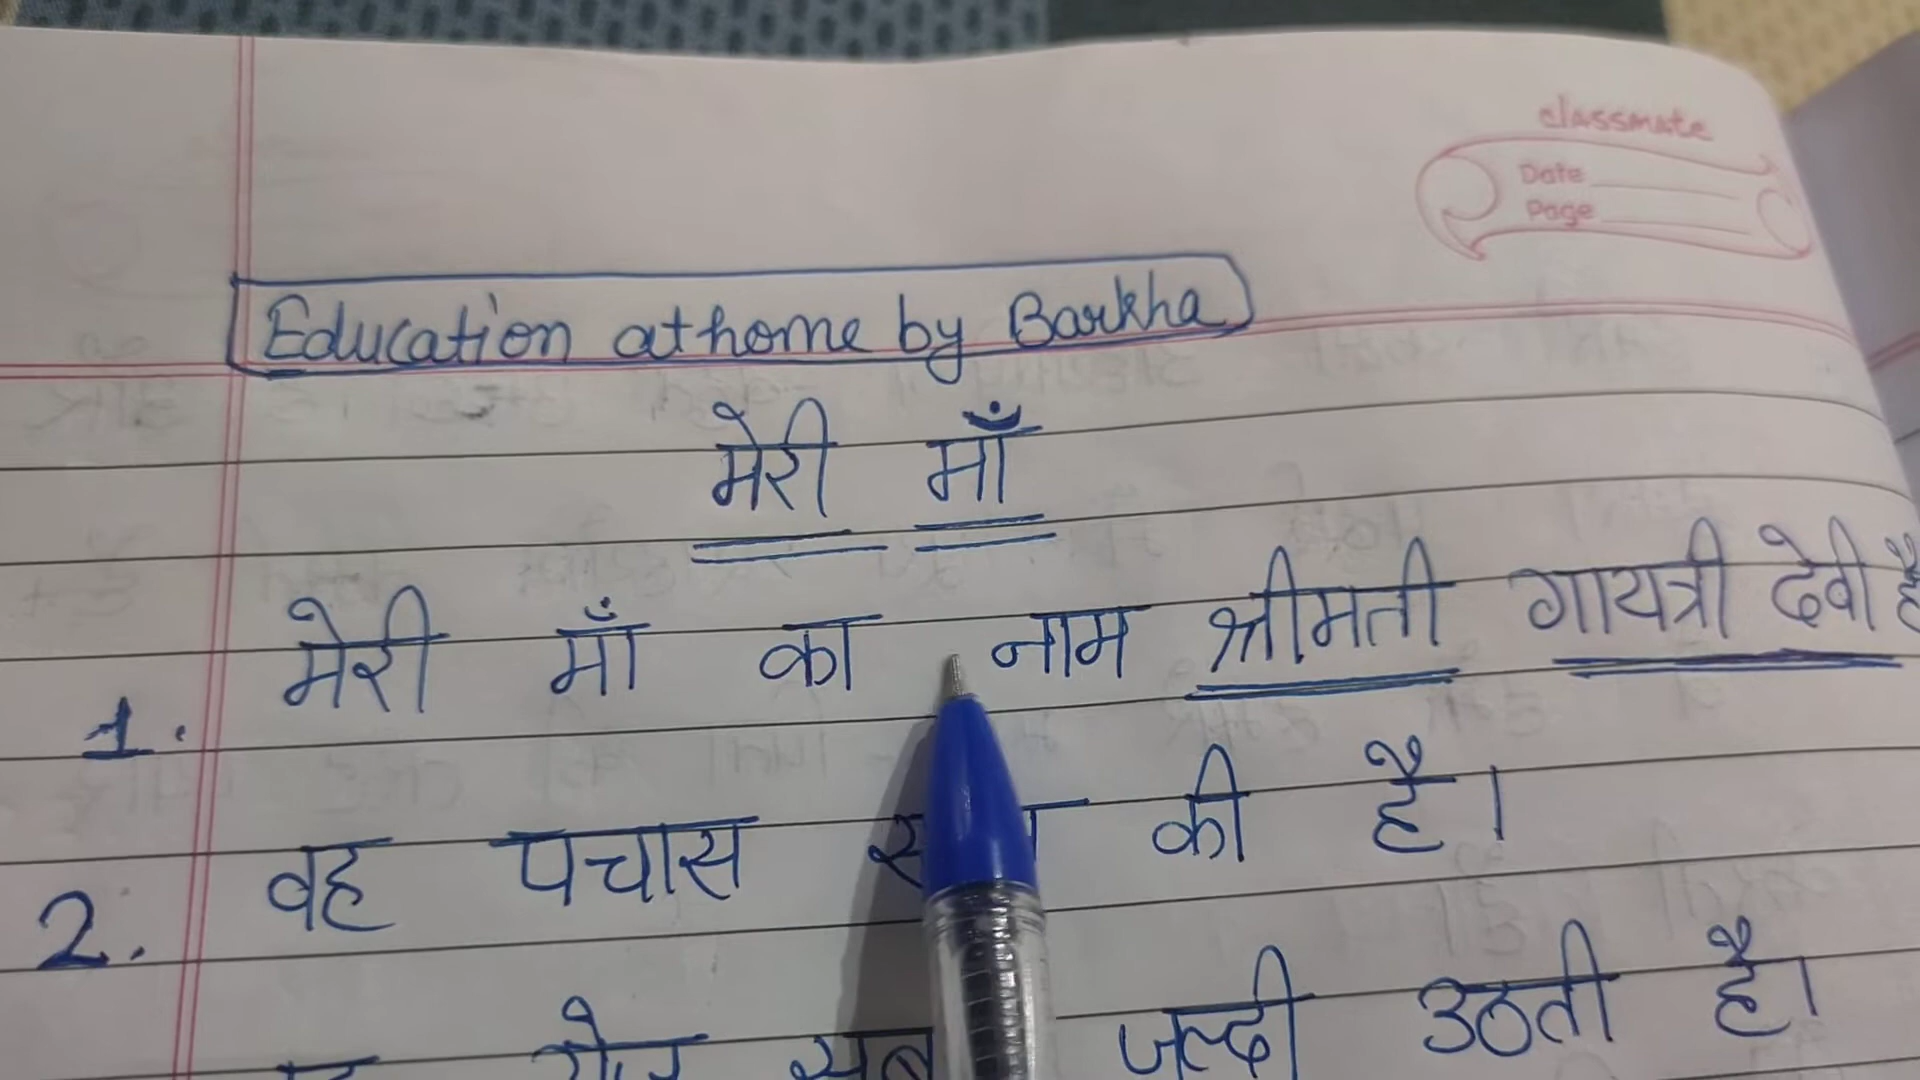 classmate
Date
Page
Education at home by Barkha
मेरी माँ
1. मेरी माँ का नाम श्रीमती गायत्री देवी है
2. वह पचास की है।
जल्दी उठती है।